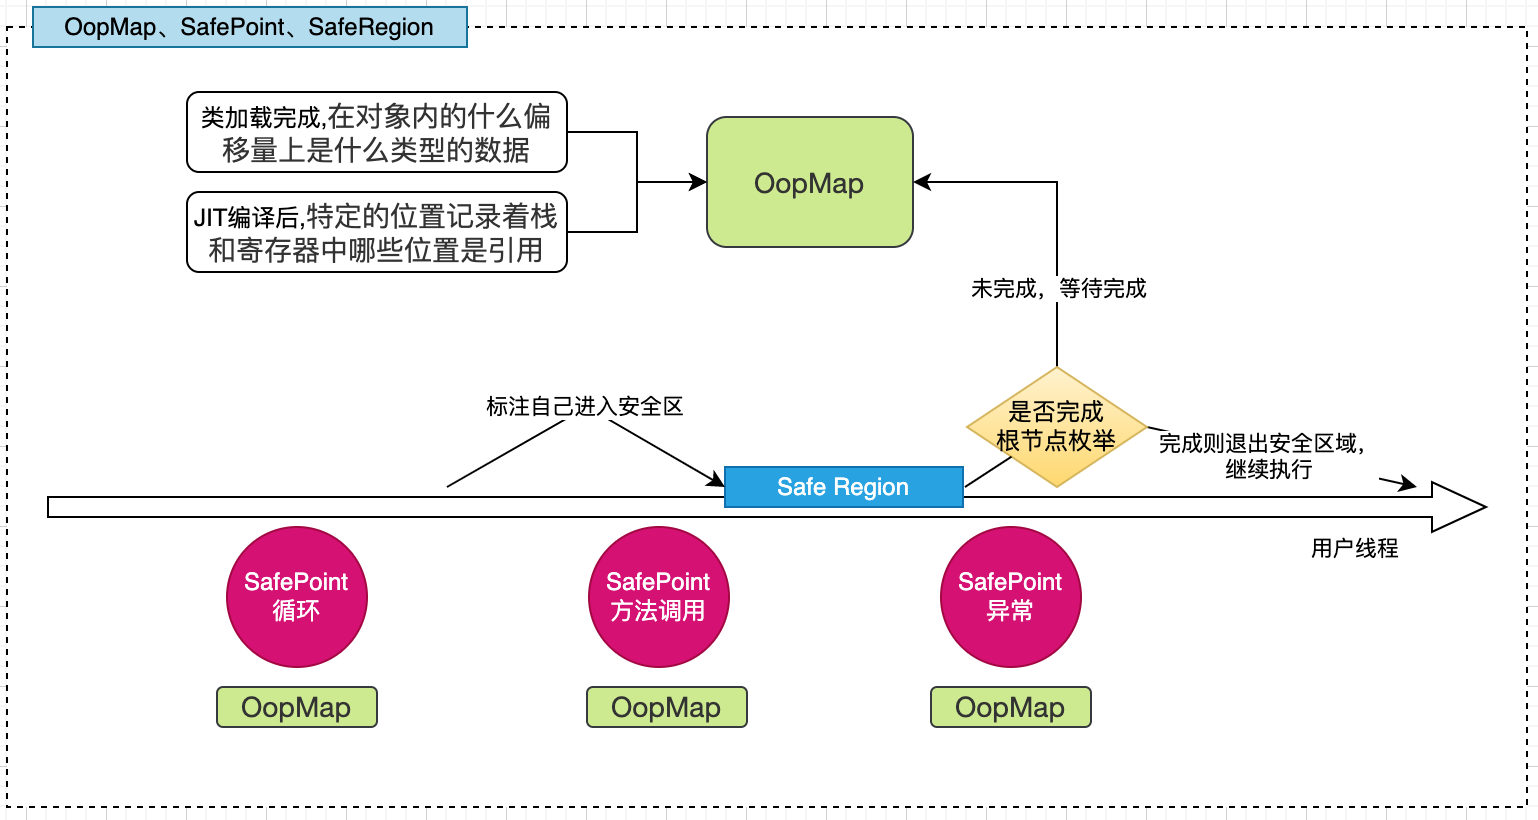 OopMap、SafePoint、SafeRegion
类加载完成,在对象内的什么偏
移量上是什么类型的数据
JIT编译后,特定的位置记录着栈
和寄存器中哪些位置是引用
OopMap
未完成，等待完成
标注自己进入安全区
是否完成
根节点枚举
完成则退出安全区域，
继续执行
Safe Region
用户线程
SafePoint
循环
SafePoint
方法调用
SafePoint
异常
OopMap
OopMap
OopMap